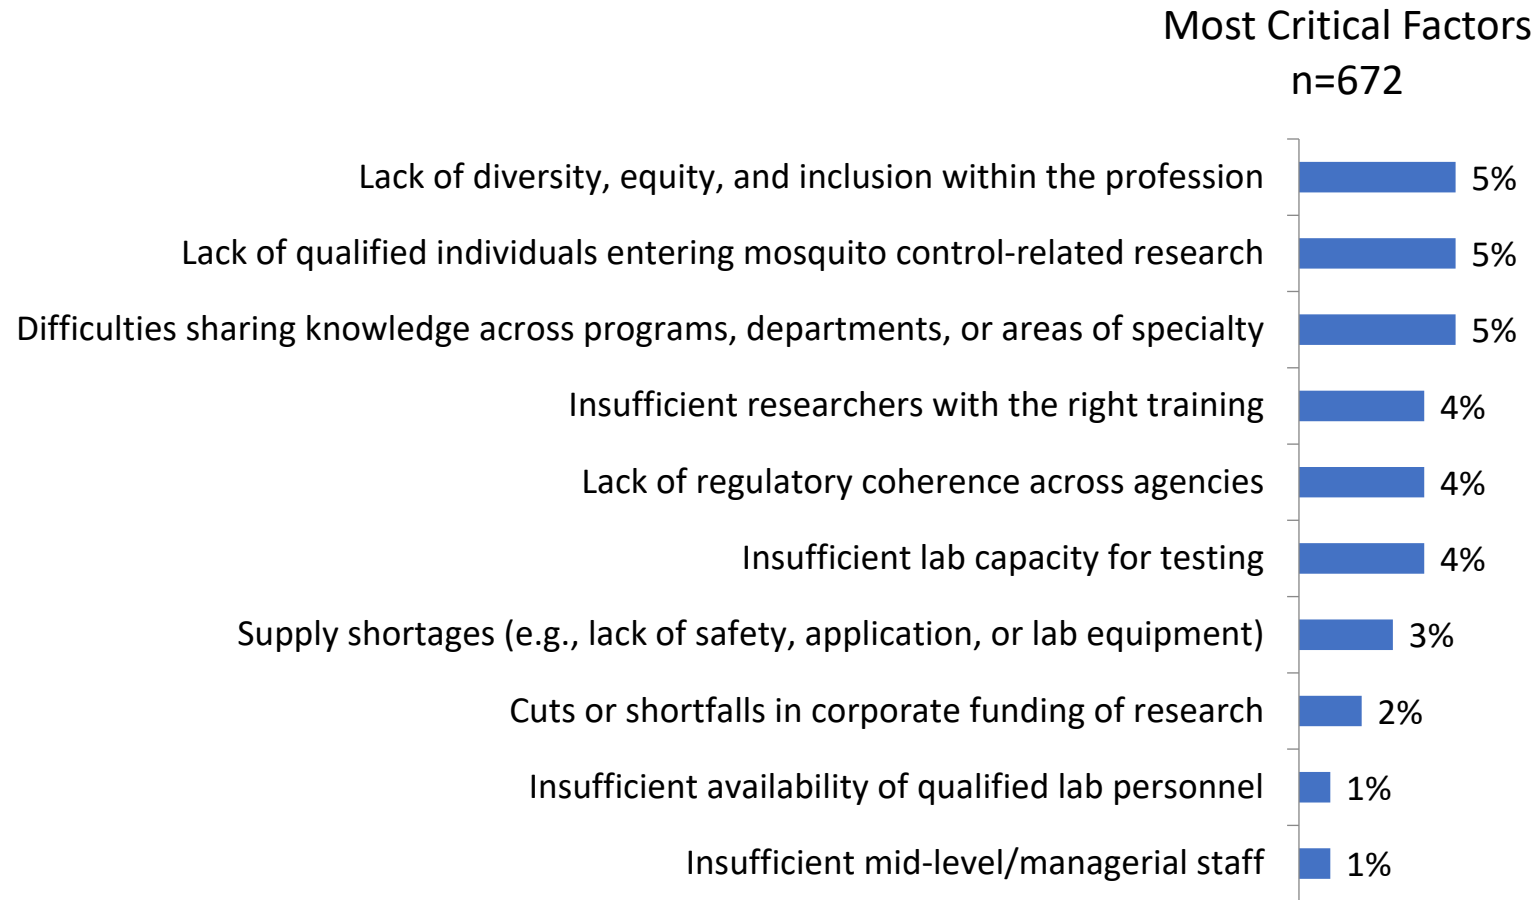 Most Critical Factors
n=672
Lack of diversity, equity, and inclusion within the profession 5%
Lack of qualified individuals entering mosquito control-related research 5%
Difficulties sharing knowledge across programs, departments, or areas of specialty 5%
Insufficient researchers with the right training 4%
Lack of regulatory coherence across agencies 4%
Insufficient lab capacity for testing 4%
Supply shortages (e.g., lack of safety, application, or lab equipment) 3%
Cuts or shortfalls in corporate funding of research 2%
Insufficient availability of qualified lab personnel 1%
Insufficient mid-level/managerial staff 1%